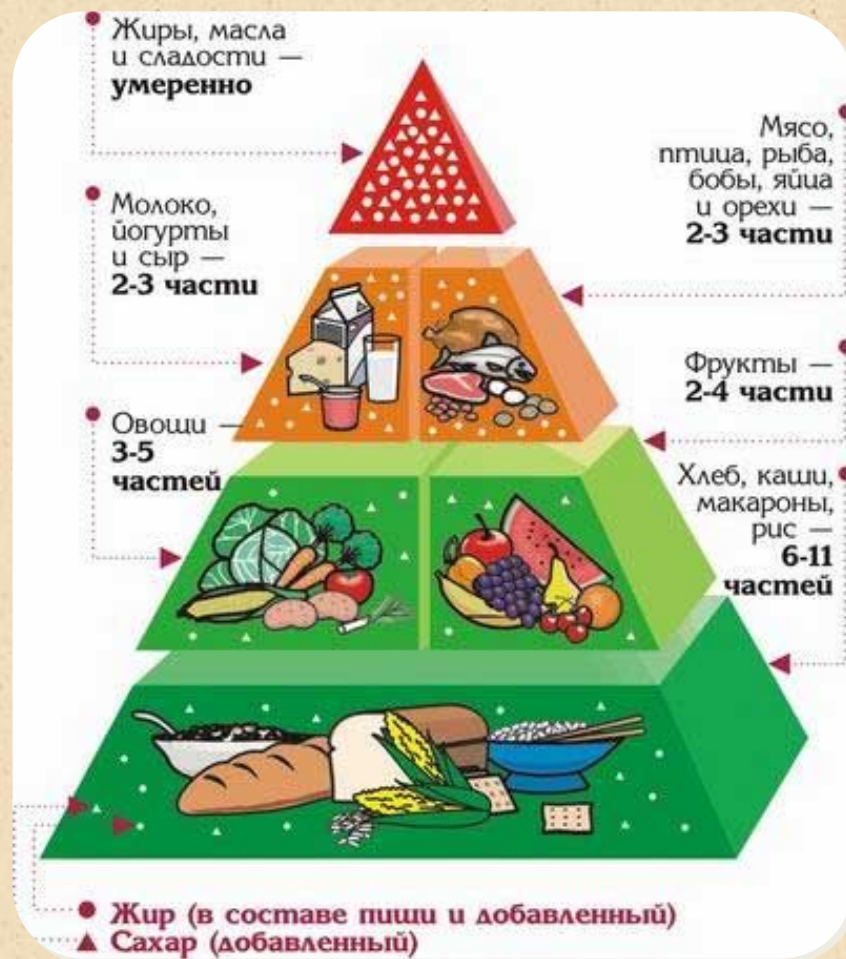 Жиры, масла
и сладости —
умеренно
Мясо,
птица, рыба,
бобы, яйца
и орехи —
2-3 части
Молоко,
йогурты
и сыр —
2-3 части
Фрукты —
2-4 части
Овощи —
3-5
частей
Хлеб, каши,
макароны,
рис —
6-11
частей
Жир (в составе пищи и добавленный)
Сахар (добавленный)